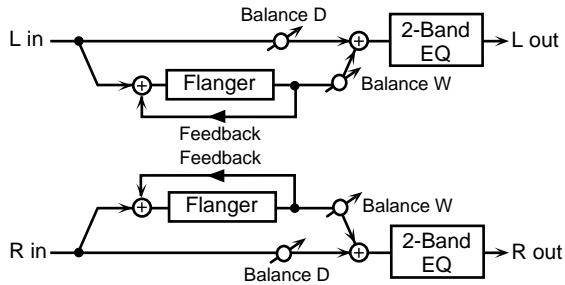 Balance D
L in
2-Band
EQ
L out
Flanger
Balance W
Feedback
Feedback
Flanger
Balance W
R in
2-Band
EQ
R out
Balance D